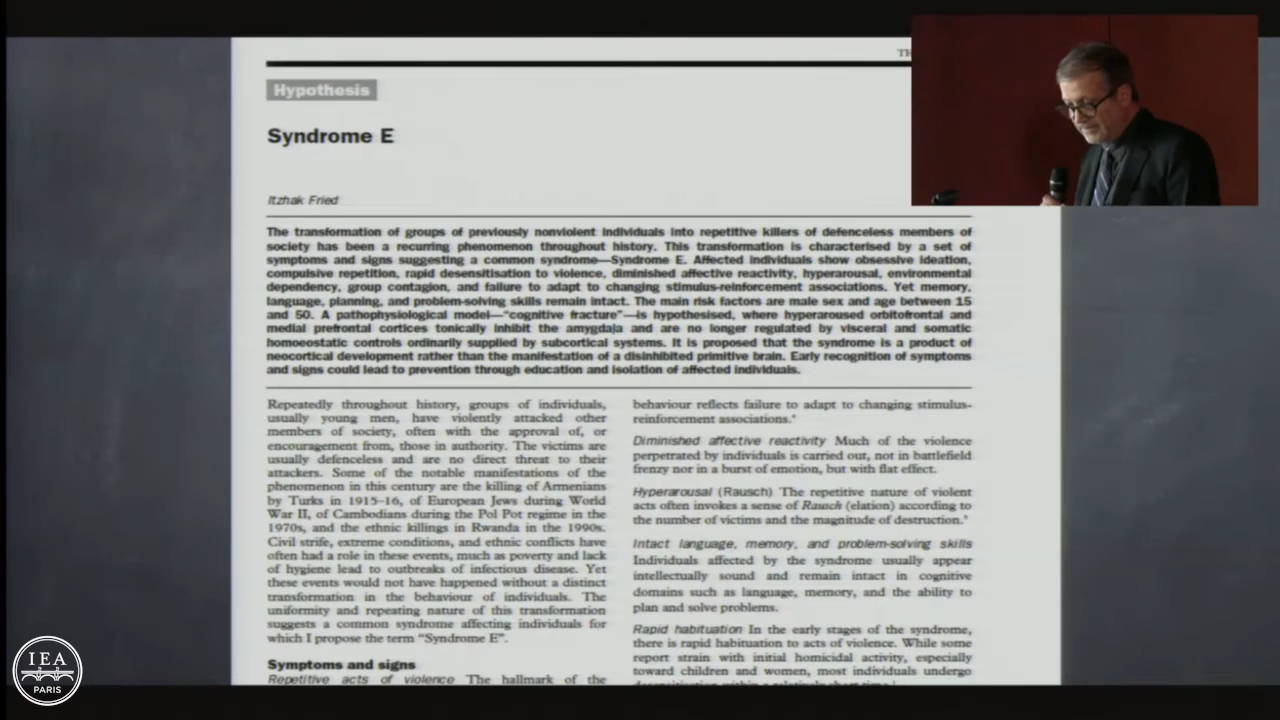 TH
Hypothesis
Syndrome E
Itzhak Fried
The transformation of groups of previously nonviolent individuals into repetitive killers of defenceless members of
society has been a recurring phenomenon throughout history. This transformation is characterised by a set of
symptoms and signs suggesting a common syndrome—Syndrome E. Affected individuals show obsessive ideation,
compulsive repetition, rapid desensitisation to violence, diminished affective reactivity, hyperarousal, environmental
dependency, group contagion, and failure to adapt to changing stimulus-reinforcement associations. Yet memory,
language, planning, and problem-solving skills remain intact. The main risk factors are male sex and age between 15
and 50. A pathophysiological model—“cognitive fracture”—is hypothesised, where hyperaroused orbitofrontal and
medial prefrontal cortices tonically inhibit the amygdala and are no longer regulated by visceral and somatic
homoeostatic controls ordinarily supplied by subcortical systems. It is proposed that the syndrome is a product of
neocortical development rather than the manifestation of a disinhibited primitive brain. Early recognition of symptoms
and signs could lead to prevention through education and isolation of affected individuals.
Repeatedly throughout history, groups of individuals,
usually young men, have violently attacked other
members of society, often with the approval of, or
encouragement from, those in authority. The victims are
usually defenceless and are no direct threat to their
attackers. Some of the notable manifestations of the
phenomenon in this century are the killing of Armenians
by Turks in 1915–16, of European Jews during World
War II, of Cambodians during the Pol Pot regime in the
1970s, and the ethnic killings in Rwanda in the 1990s.
Civil strife, extreme conditions, and ethnic conflicts have
often had a role in these events, much as poverty and lack
of hygiene lead to outbreaks of infectious disease. Yet
these events would not have happened without a distinct
transformation in the behaviour of individuals. The
uniformity and repeating nature of this transformation
suggests a common syndrome affecting individuals for
which I propose the term “Syndrome E”.
Symptoms and signs
Repetitive acts of violence The hallmark of the
behaviour reflects failure to adapt to changing stimulus-
reinforcement associations.
Diminished affective reactivity Much of the violence
perpetrated by individuals is carried out, not in battlefield
frenzy nor in a burst of emotion, but with flat effect.
Hyperarousal (Rausch) The repetitive nature of violent
acts often invokes a sense of Rausch (elation) according to
the number of victims and the magnitude of destruction.
Intact language, memory, and problem-solving skills
Individuals affected by the syndrome usually appear
intellectually sound and remain intact in cognitive
domains such as language, memory, and the ability to
plan and solve problems.
Rapid habituation In the early stages of the syndrome,
there is rapid habituation to acts of violence. While some
report strain with initial homicidal activity, especially
toward children and women, most individuals undergo
desensitisation within a relatively short time.
IEA
PARIS